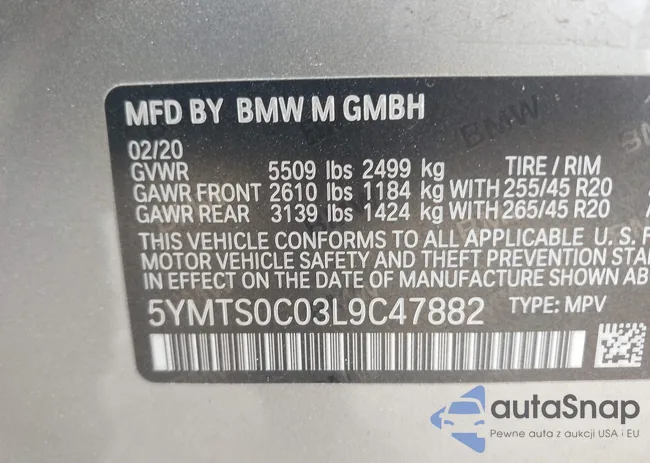 MFD BY BMW M GMBH
02/20
GVWR 5509 lbs 2499 kg TIRE / RIM
GAWR FRONT 2610 lbs 1184 kg WITH 255/45 R20
GAWR REAR 3139 lbs 1424 kg WITH 265/45 R20
THIS VEHICLE CONFORMS TO ALL APPLICABLE U. S. F
MOTOR VEHICLE SAFETY AND THEFT PREVENTION STA
IN EFFECT ON THE DATE OF MANUFACTURE SHOWN AB
5YMTS0C03L9C47882 TYPE: MPV
autaSnap
Pewne auta z aukcji USA i EU